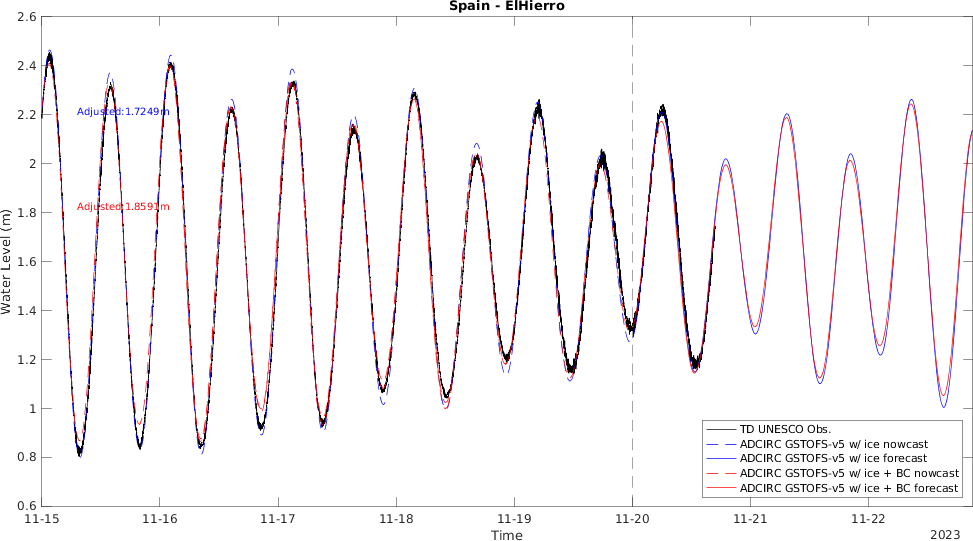 Spain - ElHierro
2.6
2.4
2.2
2
1.8
1.6
1.4
1.2
1
0.8
0.6
Water Level (m)
Adjusted:1.7249m
Adjusted:1.8591m
TD UNESCO Obs.
ADCIRC GSTOFS-v5 w/ ice nowcast
ADCIRC GSTOFS-v5 w/ ice forecast
ADCIRC GSTOFS-v5 w/ ice + BC nowcast
ADCIRC GSTOFS-v5 w/ ice + BC forecast
11-15 11-16 11-17 11-18 11-19 11-20 11-21 11-22
Time
2023